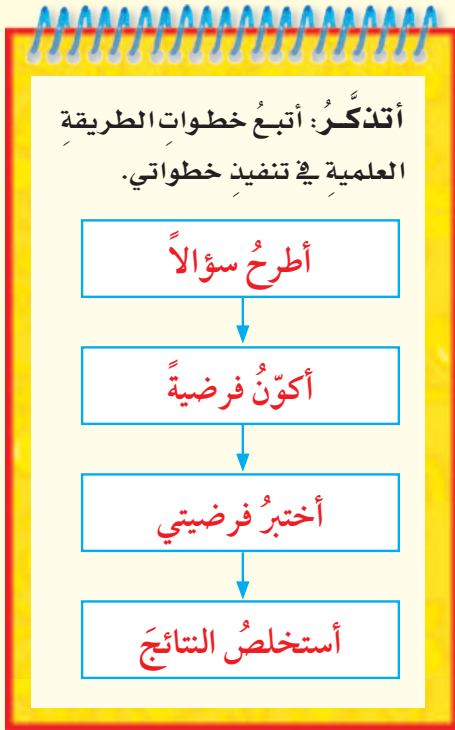 أتذكَّرُ: أتبعُ خطواتِ الطريقةِ
العلميةِ في تنفيذِ خطواتي.
أطرحُ سؤالاً
أكوّنُ فرضيةً
أختبرُ فرضيتي
أستخلصُ النتائجَ